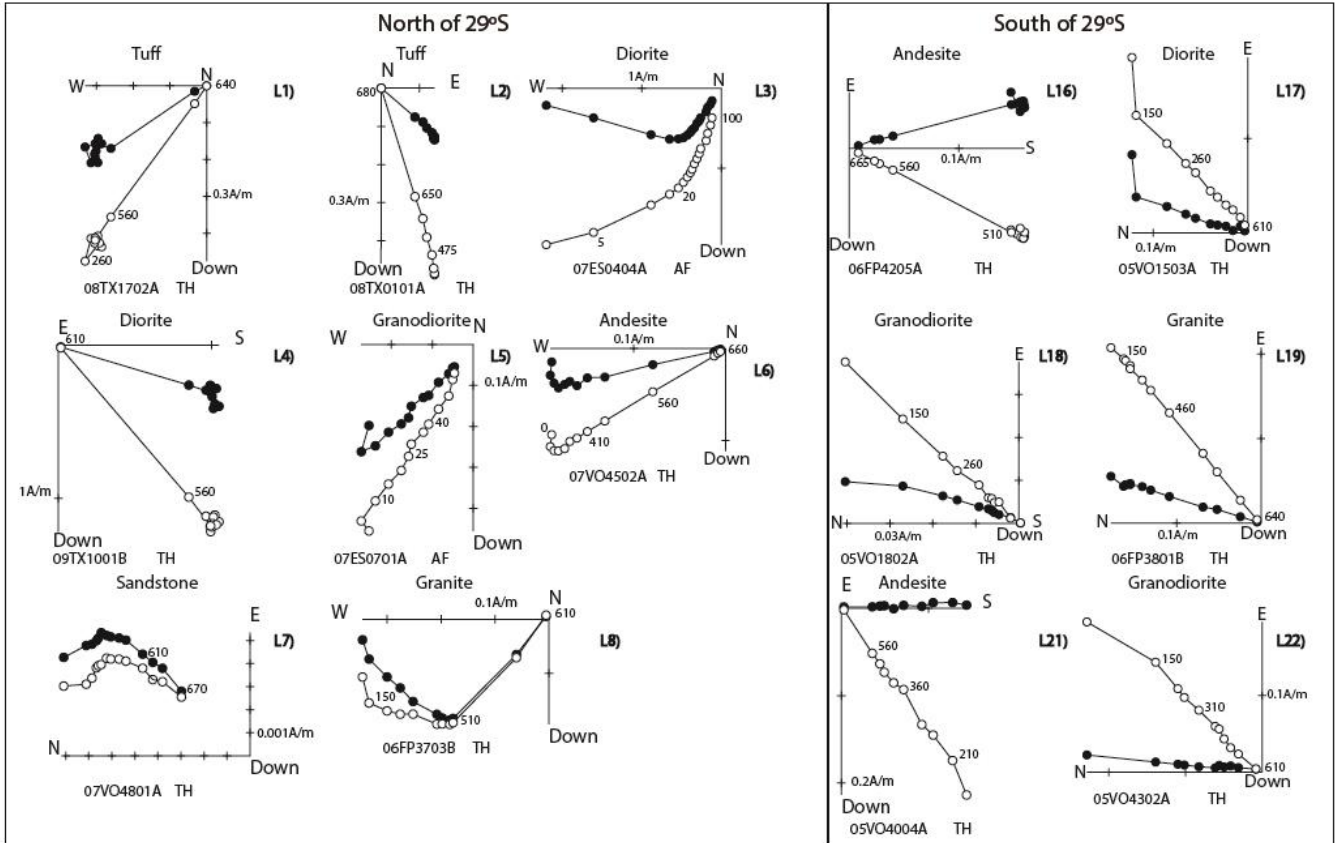 North of 29ºS
South of 29ºS
Tuff
W
N
640
L1)
0.3A/m
560
260
Down
08TX1702A TH
Tuff
N
E
680
L2)
650
0.3A/m
475
Down
08TX0101A TH
Diorite
W
1A/m
N
L3)
100
20
5
Down
07ES0404A AF
Diorite
E
610
S
L4)
1A/m
560
Down
09TX1001B TH
Granodiorite
W
N
L5)
0.1A/m
40
25
10
Down
07ES0701A AF
Andesite
W
0.1A/m
N
660
L6)
560
0
410
Down
07VO4502A TH
Sandstone
E
L7)
610
670
0.001A/m
N
Down
07VO4801A TH
Granite
W
0.1A/m
N
610
L8)
150
510
Down
06FP3703B TH
Andesite
E
L16)
0.1A/m
S
665
560
510
Down
06FP4205A TH
Diorite
E
L17)
150
260
N
610
0.1A/m
Down
05VO1503A TH
Granodiorite
E
L18)
150
260
N
S
0.03A/m
Down
05VO1802A TH
Granite
E
L19)
150
460
N
640
0.1A/m
Down
06FP3801B TH
Andesite
E
S
L21)
560
360
210
0.2A/m
Down
05VO4004A TH
Granodiorite
E
L22)
150
0.1A/m
310
610
N
Down
05VO4302A TH